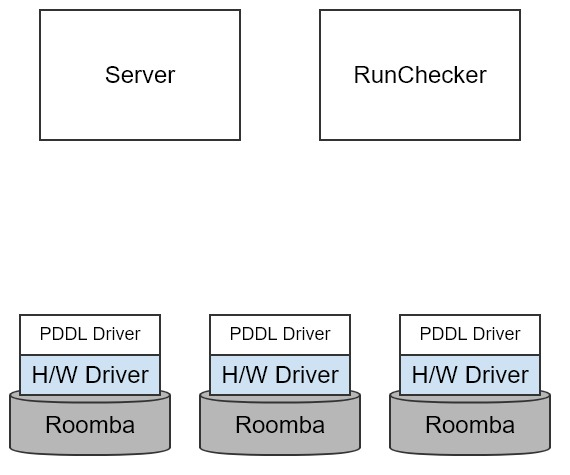 Server
RunChecker
PDDL Driver
PDDL Driver
PDDL Driver
H/W Driver
H/W Driver
H/W Driver
Roomba
Roomba
Roomba